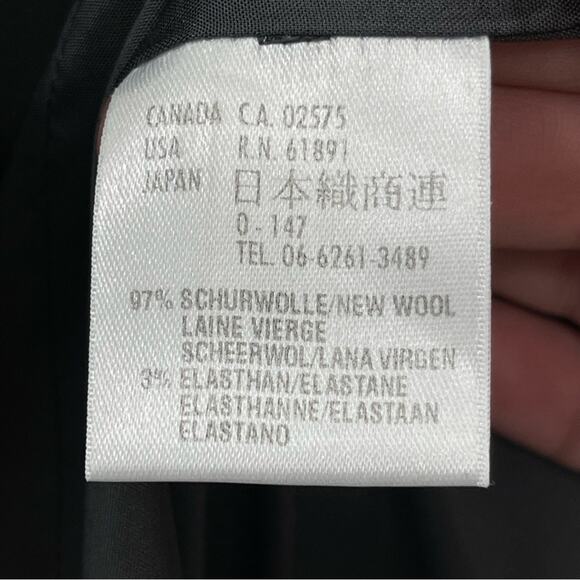 CANADA C.A. 02575
USA R.N. 61891
JAPAN 日本織商連
0-147
TEL. 06-6261-3489
97% SCHURWOLLE/NEW WOOL
LAINE VIERGE
SCHEERWOL/LANA VIRGEN
3% ELASTHAN/ELASTANE
ELASTHANNE/ELASTAAN
ELASTANO